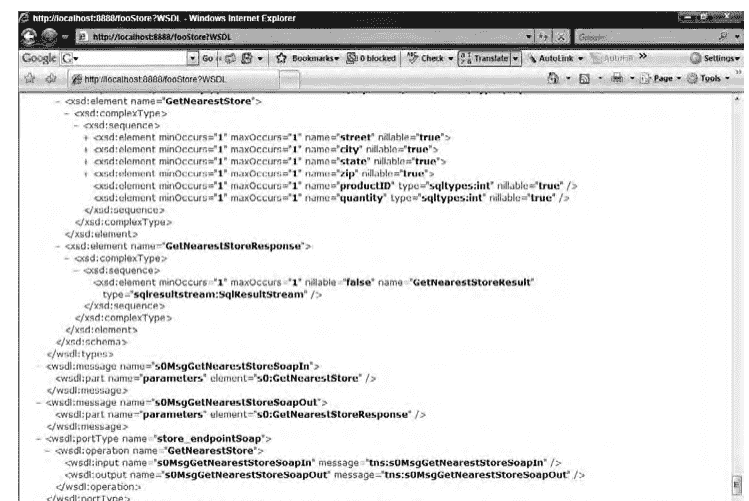 http://localhost:8888/fooStore?WSDL - Windows Internet Explorer
http://localhost:8888/fooStore?WSDL
Google
Google G Go Bookmarks 0 blocked Check Translate AutoLink AutoFill Settings
http://localhost:8888/fooStore?WSDL Page Tools
- <xsd:element name="GetNearestStore">
- <xsd:complexType>
- <xsd:sequence>
+ <xsd:element minOccurs="1" maxOccurs="1" name="street" nillable="true">
+ <xsd:element minOccurs="1" maxOccurs="1" name="city" nillable="true">
+ <xsd:element minOccurs="1" maxOccurs="1" name="state" nillable="true">
+ <xsd:element minOccurs="1" maxOccurs="1" name="zip" nillable="true">
<xsd:element minOccurs="1" maxOccurs="1" name="productID" type="sqltypes:int" nillable="true" />
<xsd:element minOccurs="1" maxOccurs="1" name="quantity" type="sqltypes:int" nillable="true" />
</xsd:sequence>
</xsd:complexType>
</xsd:element>
- <xsd:element name="GetNearestStoreResponse">
- <xsd:complexType>
- <xsd:sequence>
<xsd:element minOccurs="1" maxOccurs="1" nillable="false" name="GetNearestStoreResult"
type="sqlresultstream:SqlResultStream" />
</xsd:sequence>
</xsd:complexType>
</xsd:element>
</xsd:schema>
</wsdl:types>
- <wsdl:message name="s0MsgGetNearestStoreSoapIn">
<wsdl:part name="parameters" element="s0:GetNearestStore" />
</wsdl:message>
- <wsdl:message name="s0MsgGetNearestStoreSoapOut">
<wsdl:part name="parameters" element="s0:GetNearestStoreResponse" />
</wsdl:message>
- <wsdl:portType name="store_endpointSoap">
- <wsdl:operation name="GetNearestStore">
<wsdl:input name="s0MsgGetNearestStoreSoapIn" message="tns:s0MsgGetNearestStoreSoapIn" />
<wsdl:output name="s0MsgGetNearestStoreSoapOut" message="tns:s0MsgGetNearestStoreSoapOut" />
</wsdl:operation>
</wsdl:portType>